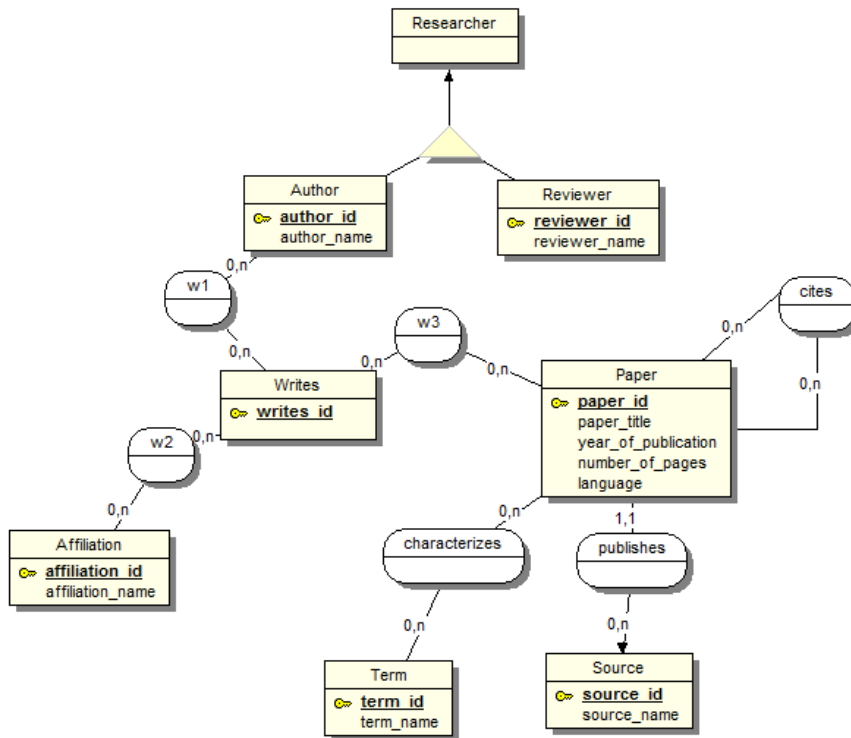 Researcher
Author
author_id
author_name
Reviewer
reviewer_id
reviewer_name
0,n
w1
0,n
cites
0,n
0,n
w3
0,n
0,n
Writes
writes_id
Paper
paper_id
paper_title
year_of_publication
number_of_pages
language
w2
0,n
0,n
Affiliation
affiliation_id
affiliation_name
0,n
characterizes
0,n
1,1
publishes
0,n
Term
term_id
term_name
Source
source_id
source_name